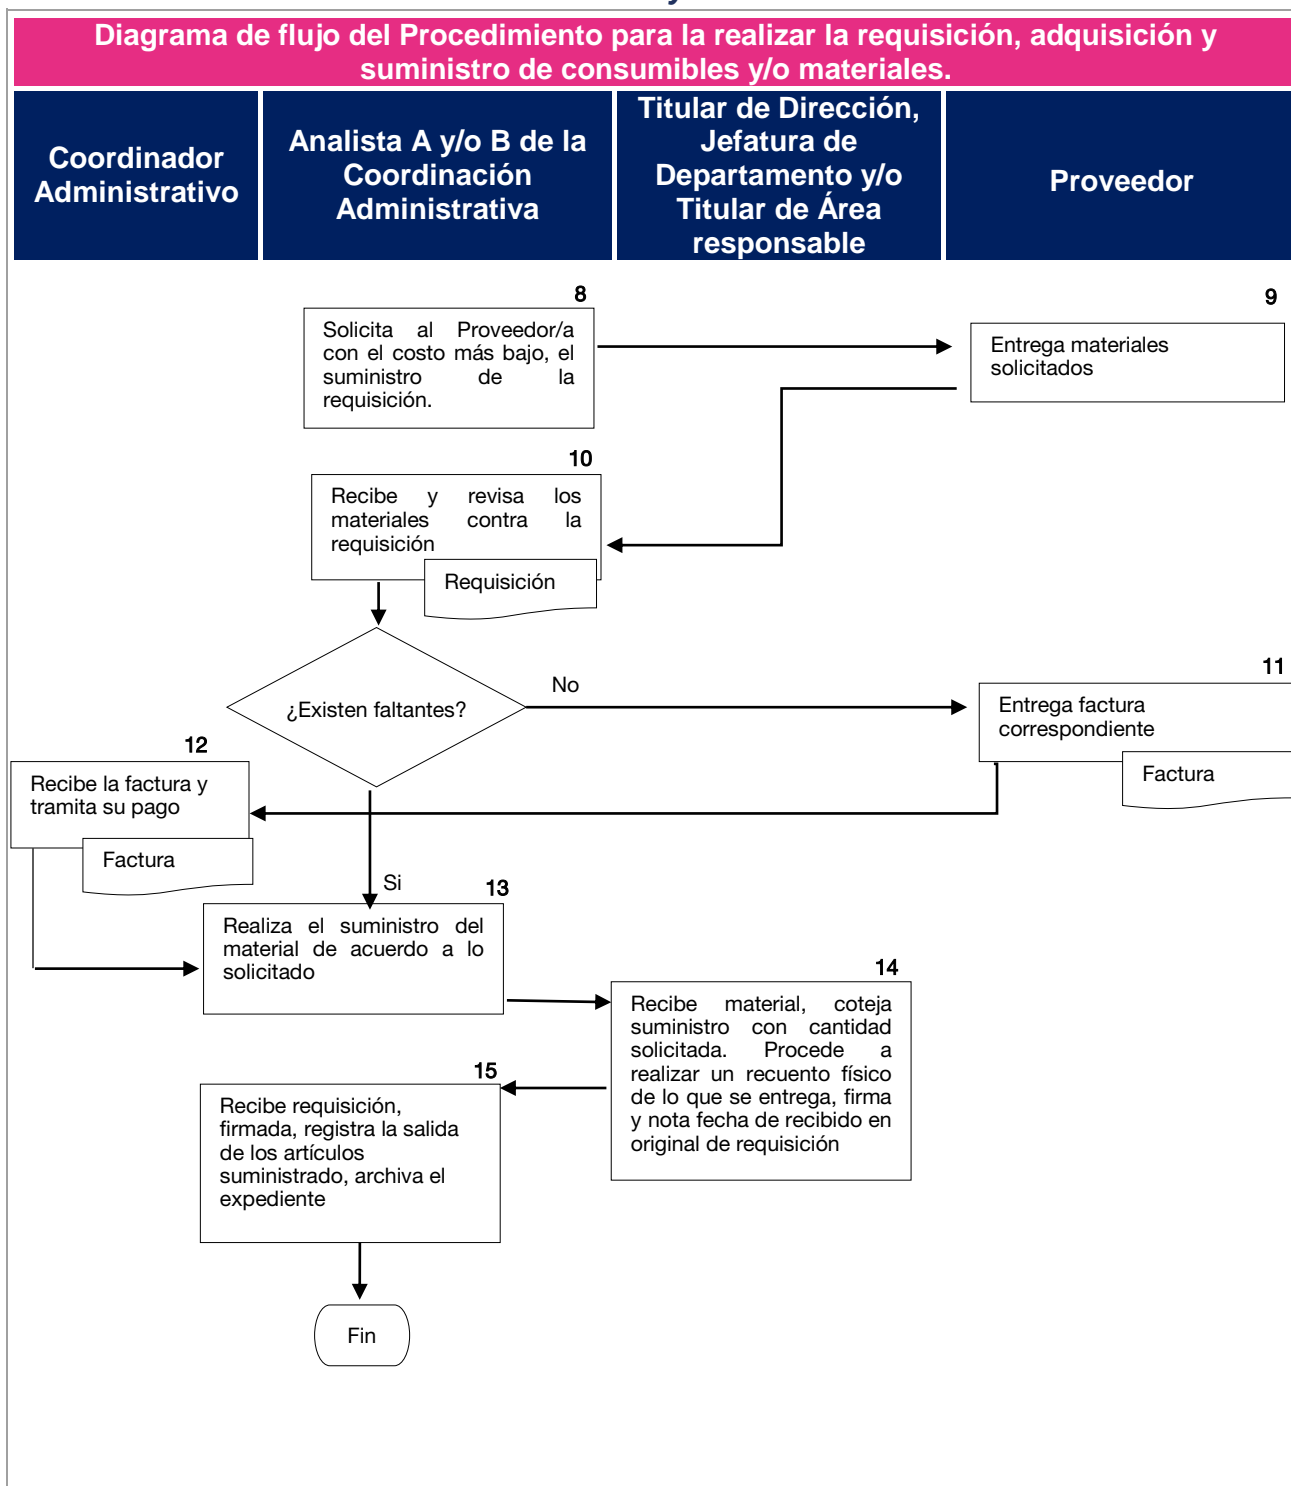 Diagrama de flujo del Procedimiento para la realizar la requisición, adquisición y
suministro de consumibles y/o materiales.
Coordinador
Administrativo
Analista A y/o B de la
Coordinación
Administrativa
Titular de Dirección,
Jefatura de
Departamento y/o
Titular de Área
responsable
Proveedor
8
Solicita al Proveedor/a
con el costo más bajo, el
suministro de la
requisición.
9
Entrega materiales
solicitados
10
Recibe y revisa los
materiales contra la
requisición
Requisición
¿Existen faltantes?
No
11
Entrega factura
correspondiente
Factura
12
Recibe la factura y
tramita su pago
Factura
Si
13
Realiza el suministro del
material de acuerdo a lo
solicitado
14
Recibe material, coteja
suministro con cantidad
solicitada. Procede a
realizar un recuento físico
de lo que se entrega, firma
y nota fecha de recibido en
original de requisición
15
Recibe requisición,
firmada, registra la salida
de los artículos
suministrado, archiva el
expediente
Fin